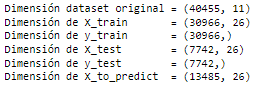 Dimensión dataset original = (40455, 11)
Dimensión de X_train = (30966, 26)
Dimensión de y_train = (30966,)
Dimensión de X_test = (7742, 26)
Dimensión de y_test = (7742,)
Dimensión de X_to_predict = (13485, 26)